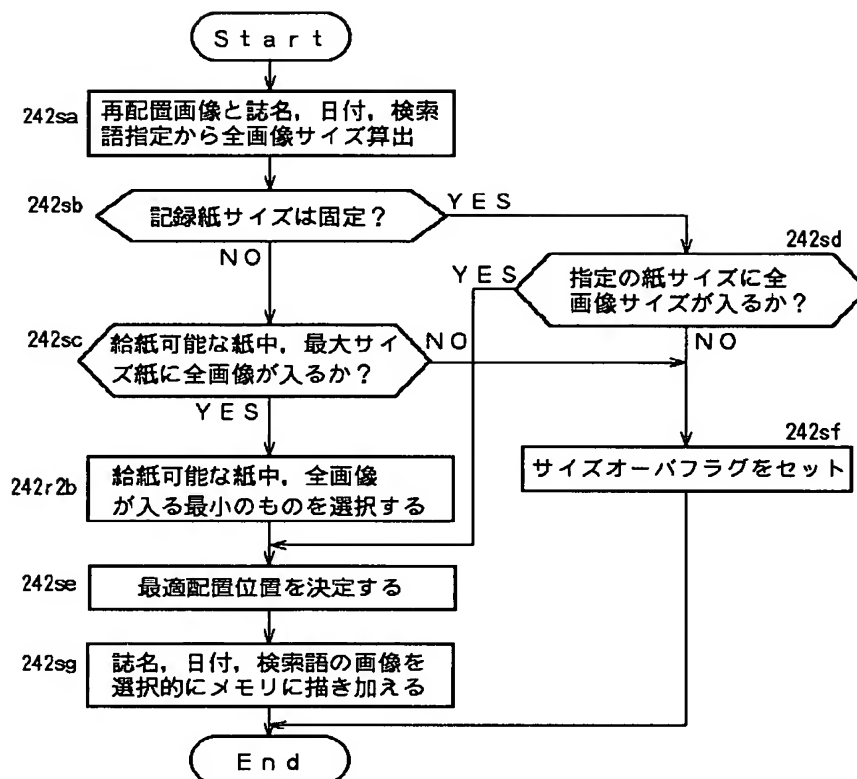 Start
242sa
再配置画像と誌名，日付，検索
語指定から全画像サイズ算出
242sb
記録紙サイズは固定？
YES
NO
242sd
指定の紙サイズに全
画像サイズが入るか？
YES
NO
242sc
給紙可能な紙中，最大サイ
ズ紙に全画像が入るか？
NO
YES
242sf
サイズオーバフラグをセット
242r2b
給紙可能な紙中，全画像
が入る最小のものを選択する
242se
最適配置位置を決定する
242sg
誌名，日付，検索語の画像を
選択的にメモリに描き加える
End